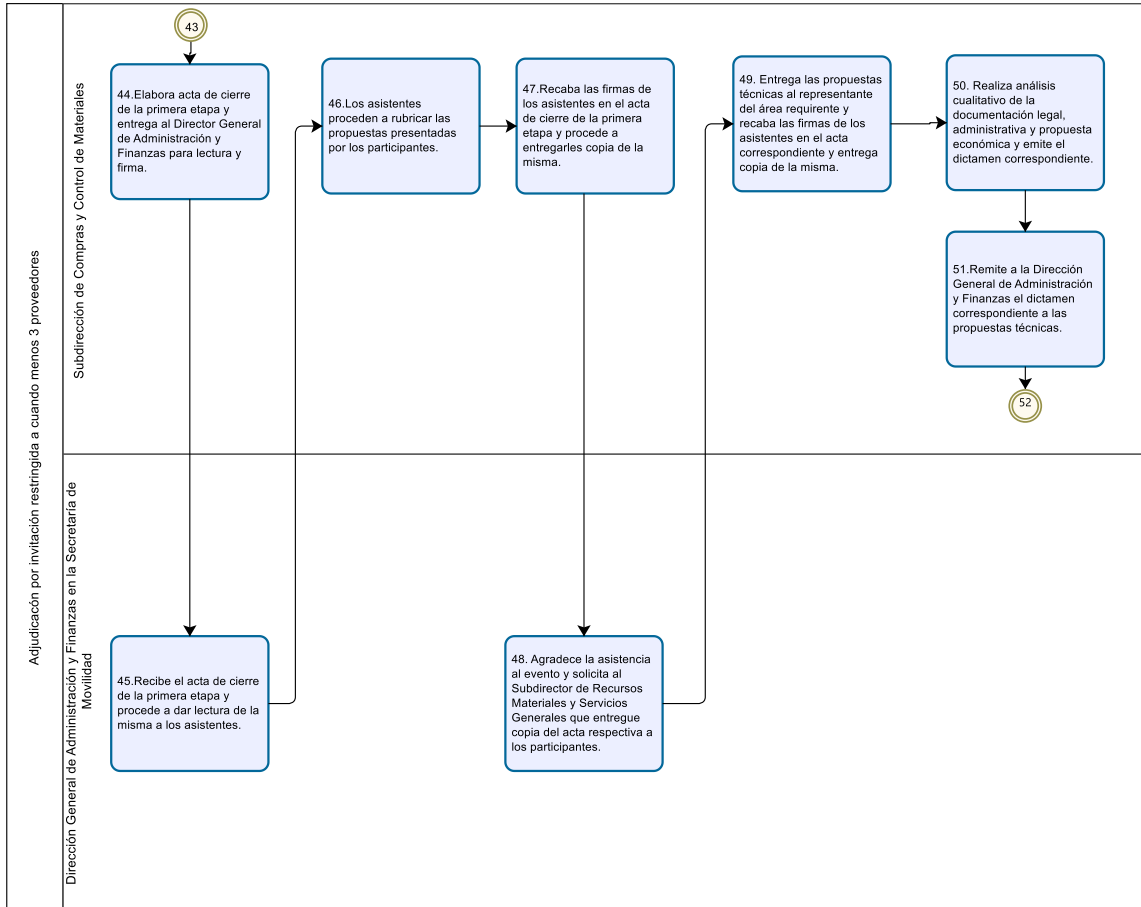 Adjudicacón por invitación restringida a cuando menos 3 proveedores
Subdirección de Compras y Control de Materiales
43
44.Elabora acta de cierre
de la primera etapa y
entrega al Director General
de Administración y
Finanzas para lectura y
firma.
46.Los asistentes
proceden a rubricar las
propuestas presentadas
por los participantes.
47.Recaba las firmas de
los asistentes en el acta
de cierre de la primera
etapa y procede a
entregarles copia de la
misma.
49. Entrega las propuestas
técnicas al representante
del área requirente y
recaba las firmas de los
asistentes en el acta
correspondiente y entrega
copia de la misma.
50. Realiza análisis
cualitativo de la
documentación legal,
administrativa y propuesta
económica y emite el
dictamen correspondiente.
51.Remite a la Dirección
General de Administración
y Finanzas el dictamen
correspondiente a las
propuestas técnicas.
52
Dirección General de Administración y Finanzas en la Secretaría de
Movilidad
45.Recibe el acta de cierre
de la primera etapa y
procede a dar lectura de la
misma a los asistentes.
48. Agradece la asistencia
al evento y solicita al
Subdirector de Recursos
Materiales y Servicios
Generales que entregue
copia del acta respectiva a
los participantes.